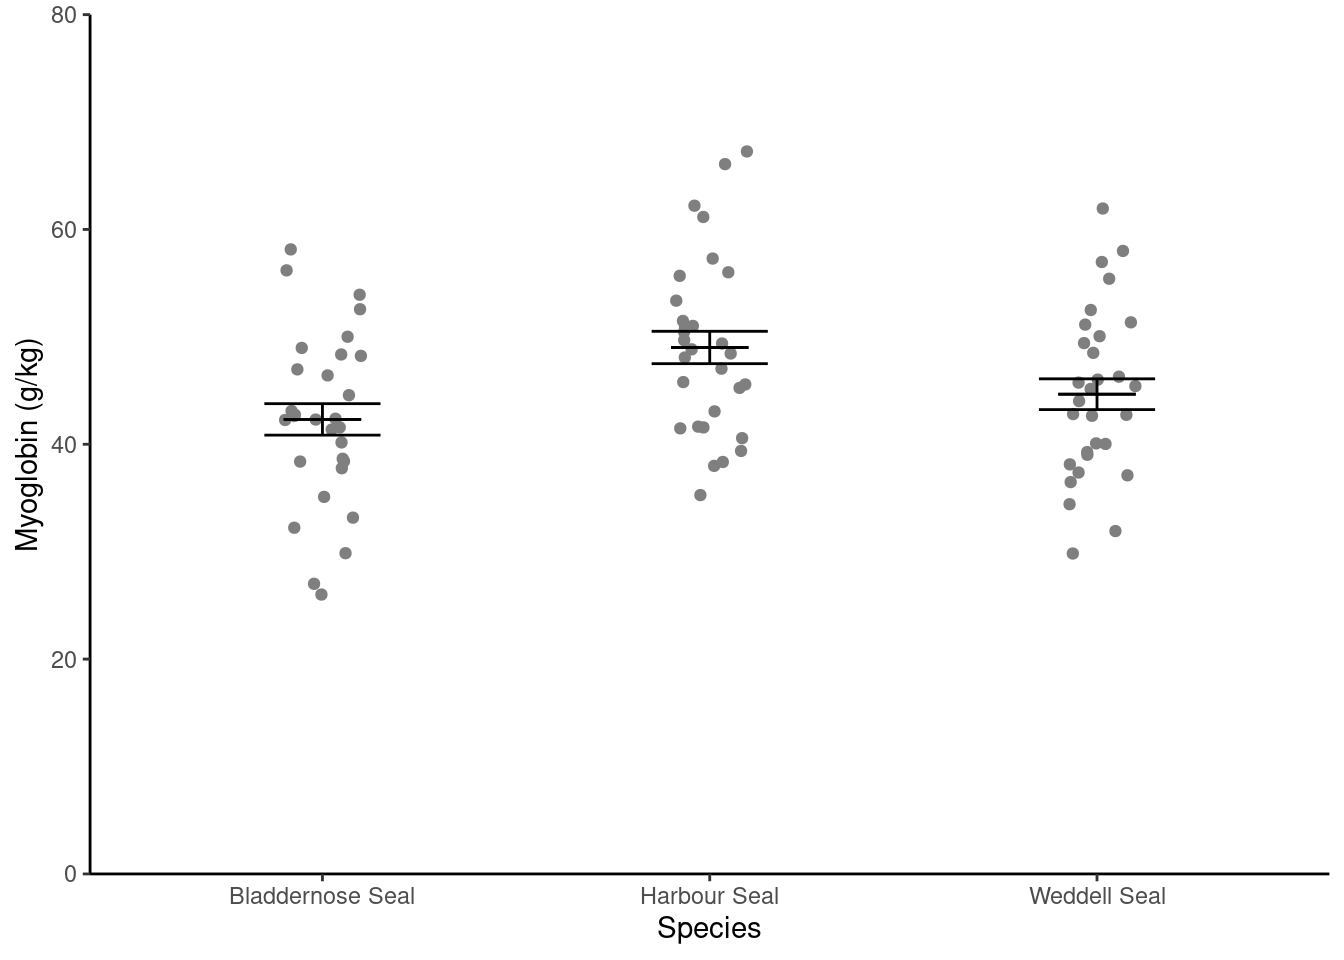 80
60
40
20
0
Myoglobin (g/kg)
Bladdernose Seal
Harbour Seal
Weddell Seal
Species